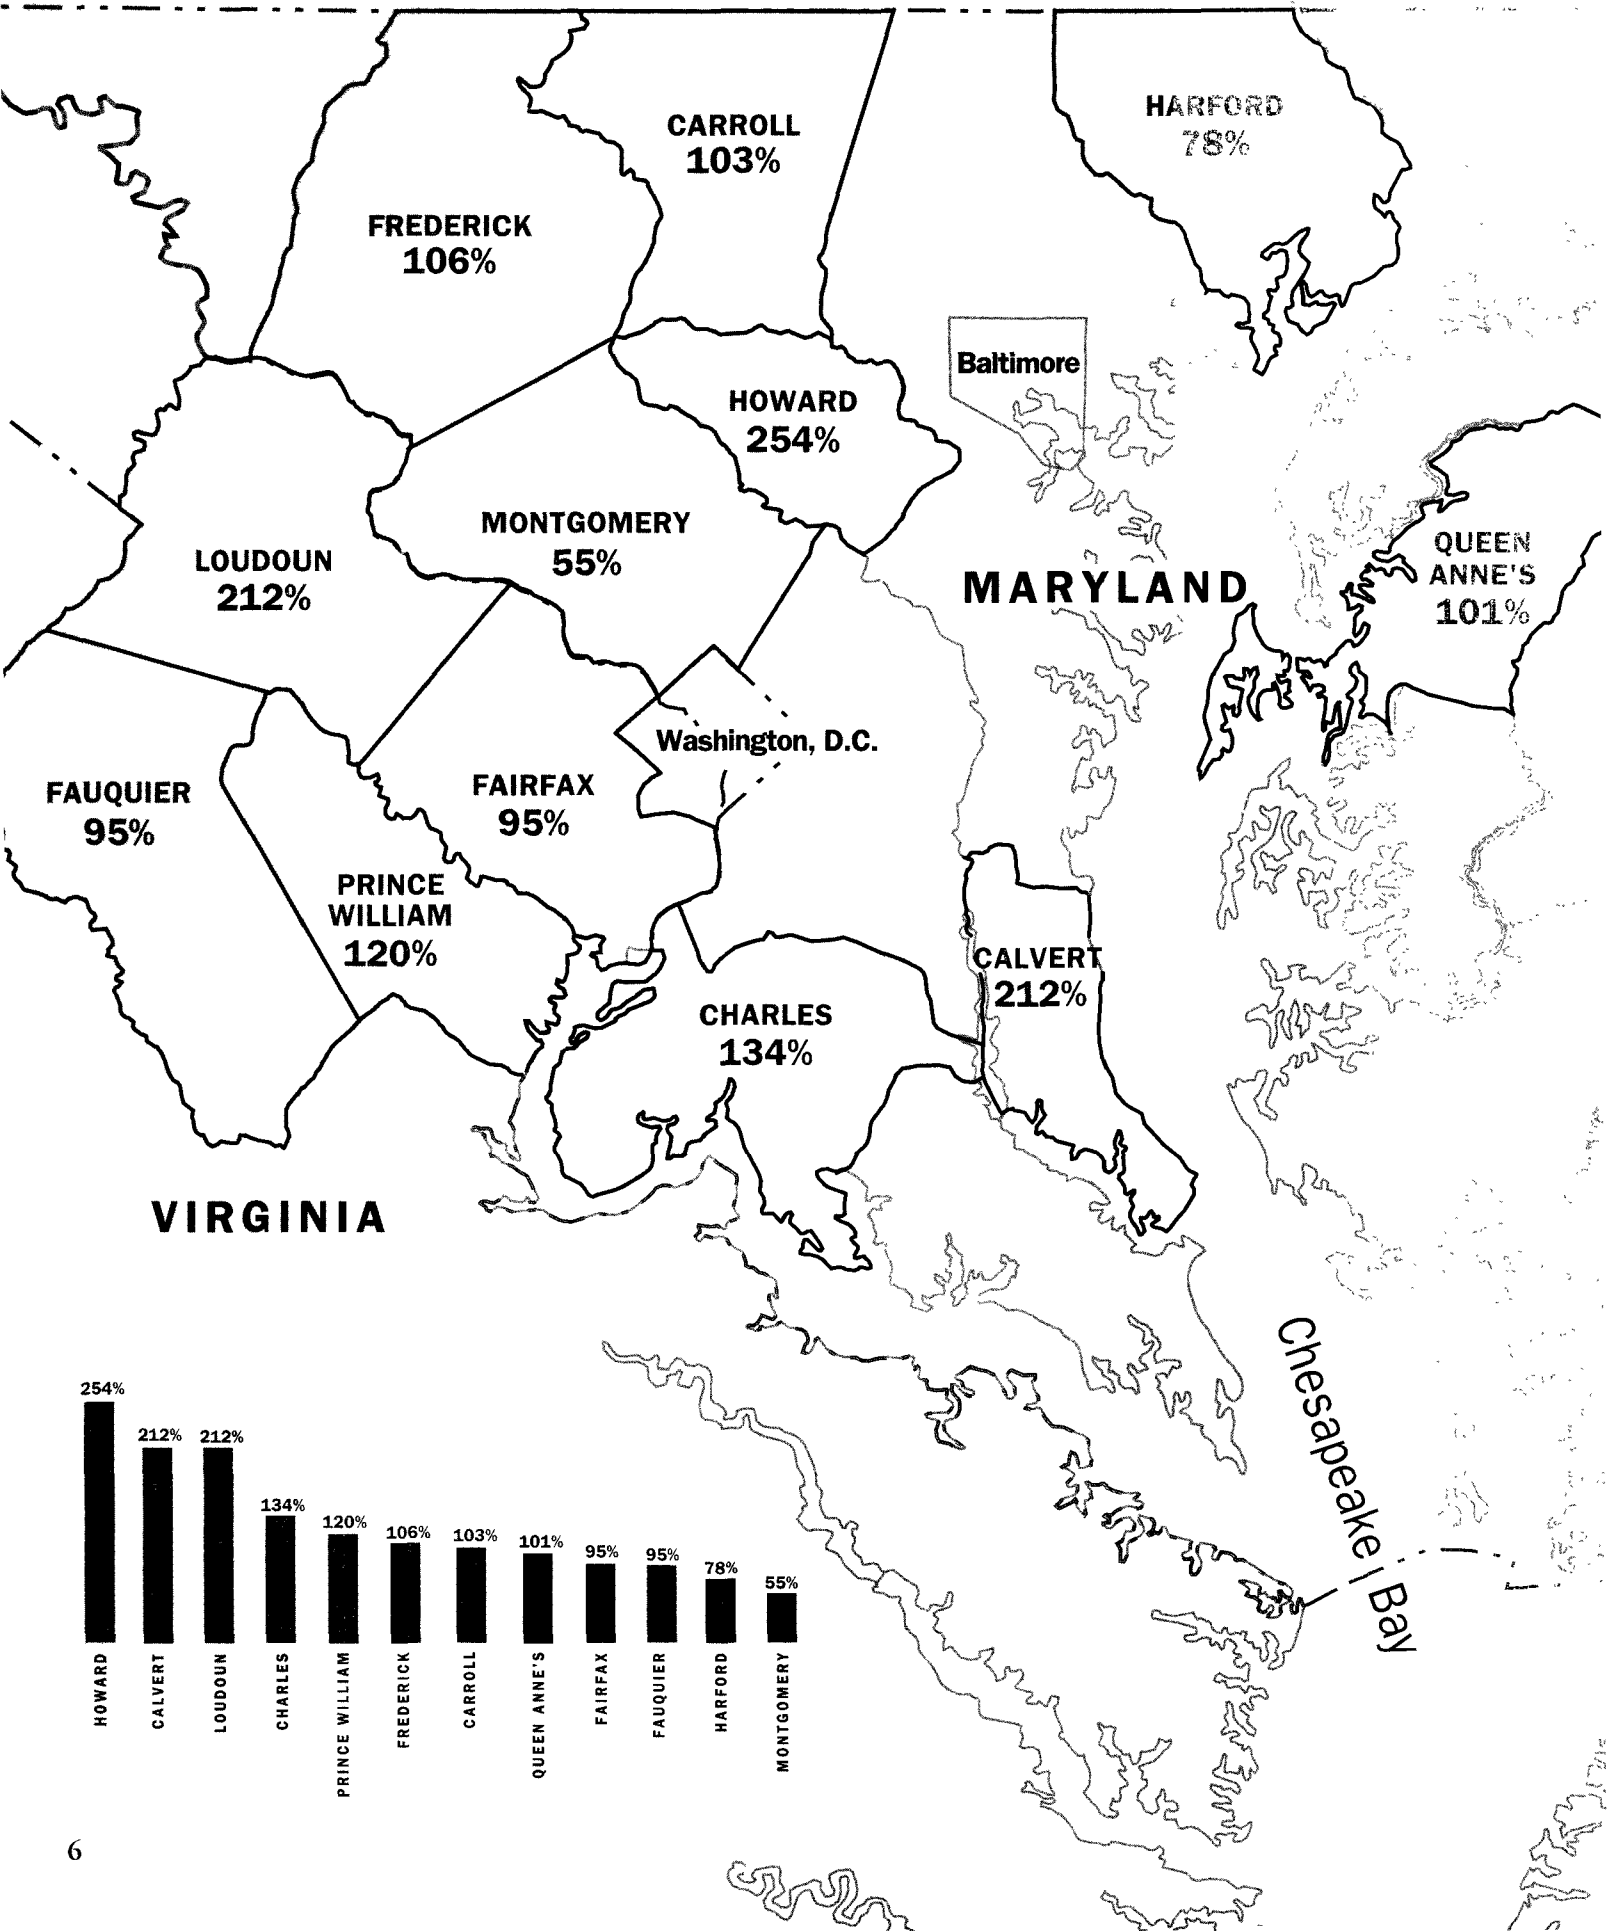 CARROLL
103%
HARFORD
78%
FREDERICK
106%
Baltimore
HOWARD
254%
MONTGOMERY
55%
LOUDOUN
212%
MARYLAND
QUEEN
ANNE'S
101%
Washington, D.C.
FAUQUIER
95%
FAIRFAX
95%
PRINCE
WILLIAM
120%
CALVERT
212%
CHARLES
134%
VIRGINIA
Chesapeake Bay
254%
212%
212%
134%
120%
106%
103%
101%
95%
95%
78%
55%
HOWARD
CALVERT
LOUDOUN
CHARLES
PRINCE WILLIAM
FREDERICK
CARROLL
QUEEN ANNE'S
FAIRFAX
FAUQUIER
HARFORD
MONTGOMERY
6